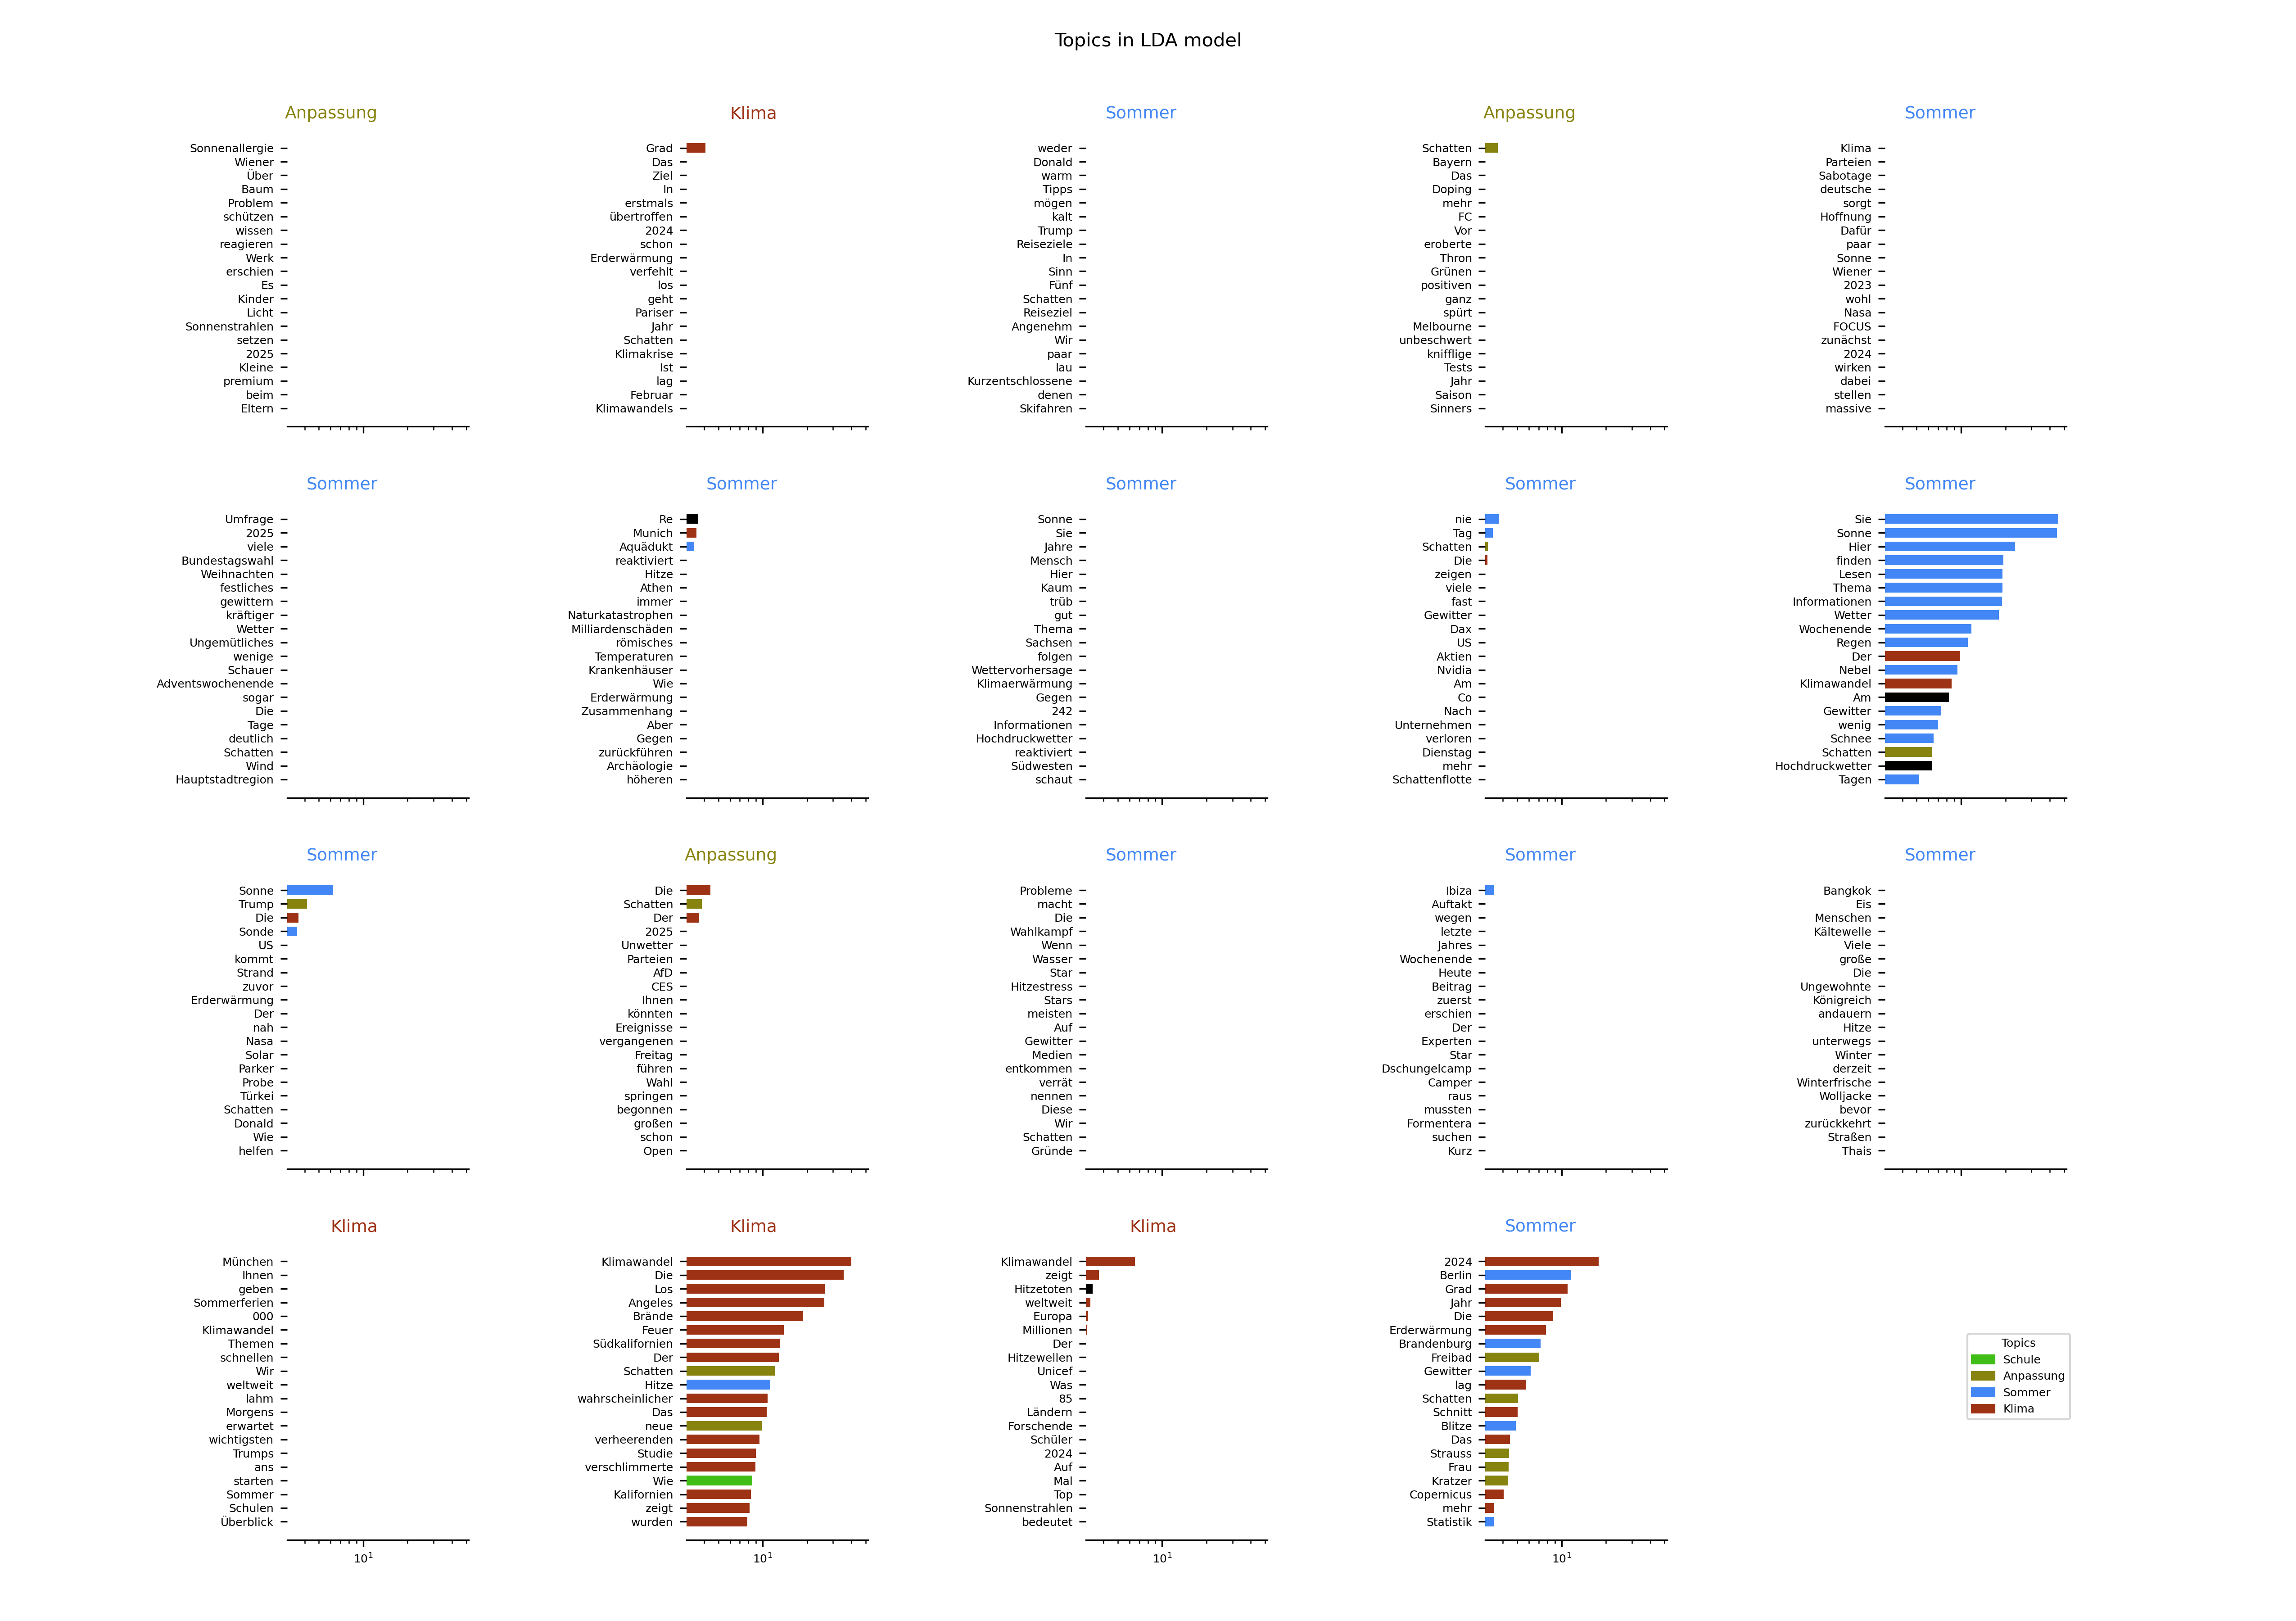 Topics in LDA model
Anpassung
Sonnenallergie
Wiener
Über
Baum
Problem
schützen
wissen
reagieren
Werk
erschien
Es
Kinder
Licht
Sonnenstrahlen
setzen
2025
Kleine
premium
beim
Eltern
Klima
Grad
Das
Ziel
In
erstmals
übertroffen
2024
schon
Erderwärmung
verfehlt
los
geht
Pariser
Jahr
Schatten
Klimakrise
Ist
lag
Februar
Klimawandels
Sommer
weder
Donald
warm
Tipps
mögen
kalt
Trump
Reiseziele
In
Sinn
Fünf
Schatten
Reiseziel
Angenehm
Wir
paar
lau
Kurzentschlossene
denen
Skifahren
Anpassung
Schatten
Bayern
Das
Doping
mehr
FC
Vor
eroberte
Thron
Grünen
positiven
ganz
spürt
Melbourne
unbeschwert
knifflige
Tests
Jahr
Saison
Sinners
Sommer
Klima
Parteien
Sabotage
deutsche
sorgt
Hoffnung
Dafür
paar
Sonne
Wiener
2023
wohl
Nasa
FOCUS
zunächst
2024
wirken
dabei
stellen
massive
Sommer
Umfrage
2025
viele
Bundestagswahl
Weihnachten
festliches
gewittern
kräftiger
Wetter
Ungemütliches
wenige
Schauer
Adventswochenende
sogar
Die
Tage
deutlich
Schatten
Wind
Hauptstadtregion
Sommer
Re
Munich
Aquädukt
reaktiviert
Hitze
Athen
immer
Naturkatastrophen
Milliardenschäden
römisches
Temperaturen
Krankenhäuser
Wie
Erderwärmung
Zusammenhang
Aber
Gegen
zurückführen
Archäologie
höheren
Sommer
Sonne
Sie
Jahre
Mensch
Hier
Kaum
trüb
gut
Thema
Sachsen
folgen
Wettervorhersage
Klimaerwärmung
Gegen
242
Informationen
Hochdruckwetter
reaktiviert
Südwesten
schaut
Sommer
nie
Tag
Schatten
Die
zeigen
viele
fast
Gewitter
Dax
US
Aktien
Nvidia
Am
Co
Nach
Unternehmen
verloren
Dienstag
mehr
Schattenflotte
Sommer
Sie
Sonne
Hier
finden
Lesen
Thema
Informationen
Wetter
Wochenende
Regen
Der
Nebel
Klimawandel
Am
Gewitter
wenig
Schnee
Schatten
Hochdruckwetter
Tagen
Sommer
Sonne
Trump
Die
Sonde
US
kommt
Strand
zuvor
Erderwärmung
Der
nah
Nasa
Solar
Parker
Probe
Türkei
Schatten
Donald
Wie
helfen
Anpassung
Die
Schatten
Der
2025
Unwetter
Parteien
AfD
CES
Ihnen
könnten
Ereignisse
vergangenen
Freitag
führen
Wahl
springen
begonnen
großen
schon
Open
Sommer
Probleme
macht
Die
Wahlkampf
Wenn
Wasser
Star
Hitzestress
Stars
meisten
Auf
Gewitter
Medien
entkommen
verrät
nennen
Diese
Wir
Schatten
Gründe
Sommer
Ibiza
Auftakt
wegen
letzte
Jahres
Wochenende
Heute
Beitrag
zuerst
erschien
Der
Experten
Star
Dschungelcamp
Camper
raus
mussten
Formentera
suchen
Kurz
Sommer
Bangkok
Eis
Menschen
Kältewelle
Viele
große
Die
Ungewohnte
Königreich
andauern
Hitze
unterwegs
Winter
derzeit
Winterfrische
Wolljacke
bevor
zurückkehrt
Straßen
Thais
Klima
München
Ihnen
geben
Sommerferien
000
Klimawandel
Themen
schnellen
Wir
weltweit
lahm
Morgens
erwartet
wichtigsten
Trumps
ans
starten
Sommer
Schulen
Überblick
10¹
Klima
Klimawandel
Die
Los
Angeles
Brände
Feuer
Südkalifornien
Der
Schatten
Hitze
wahrscheinlicher
Das
neue
verheerenden
Studie
verschlimmerte
Wie
Kalifornien
zeigt
wurden
10¹
Klima
Klimawandel
zeigt
Hitzetoten
weltweit
Europa
Millionen
Der
Hitzewellen
Unicef
Was
85
Ländern
Forschende
Schüler
2024
Auf
Mal
Top
Sonnenstrahlen
bedeutet
10¹
Sommer
2024
Berlin
Grad
Jahr
Die
Erderwärmung
Brandenburg
Freibad
Gewitter
lag
Schatten
Schnitt
Blitze
Das
Strauss
Frau
Kratzer
Copernicus
mehr
Statistik
10¹
Topics
Schule
Anpassung
Sommer
Klima